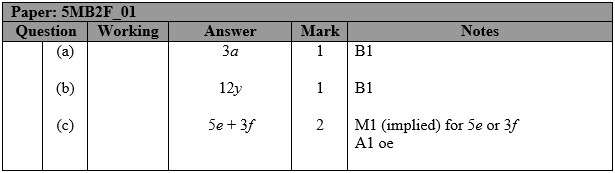 Paper: 5MB2F_01
Question Working Answer Mark Notes
(a) 3a 1 B1
(b) 12y 1 B1
(c) 5e + 3f 2 M1 (implied) for 5e or 3f
A1 oe